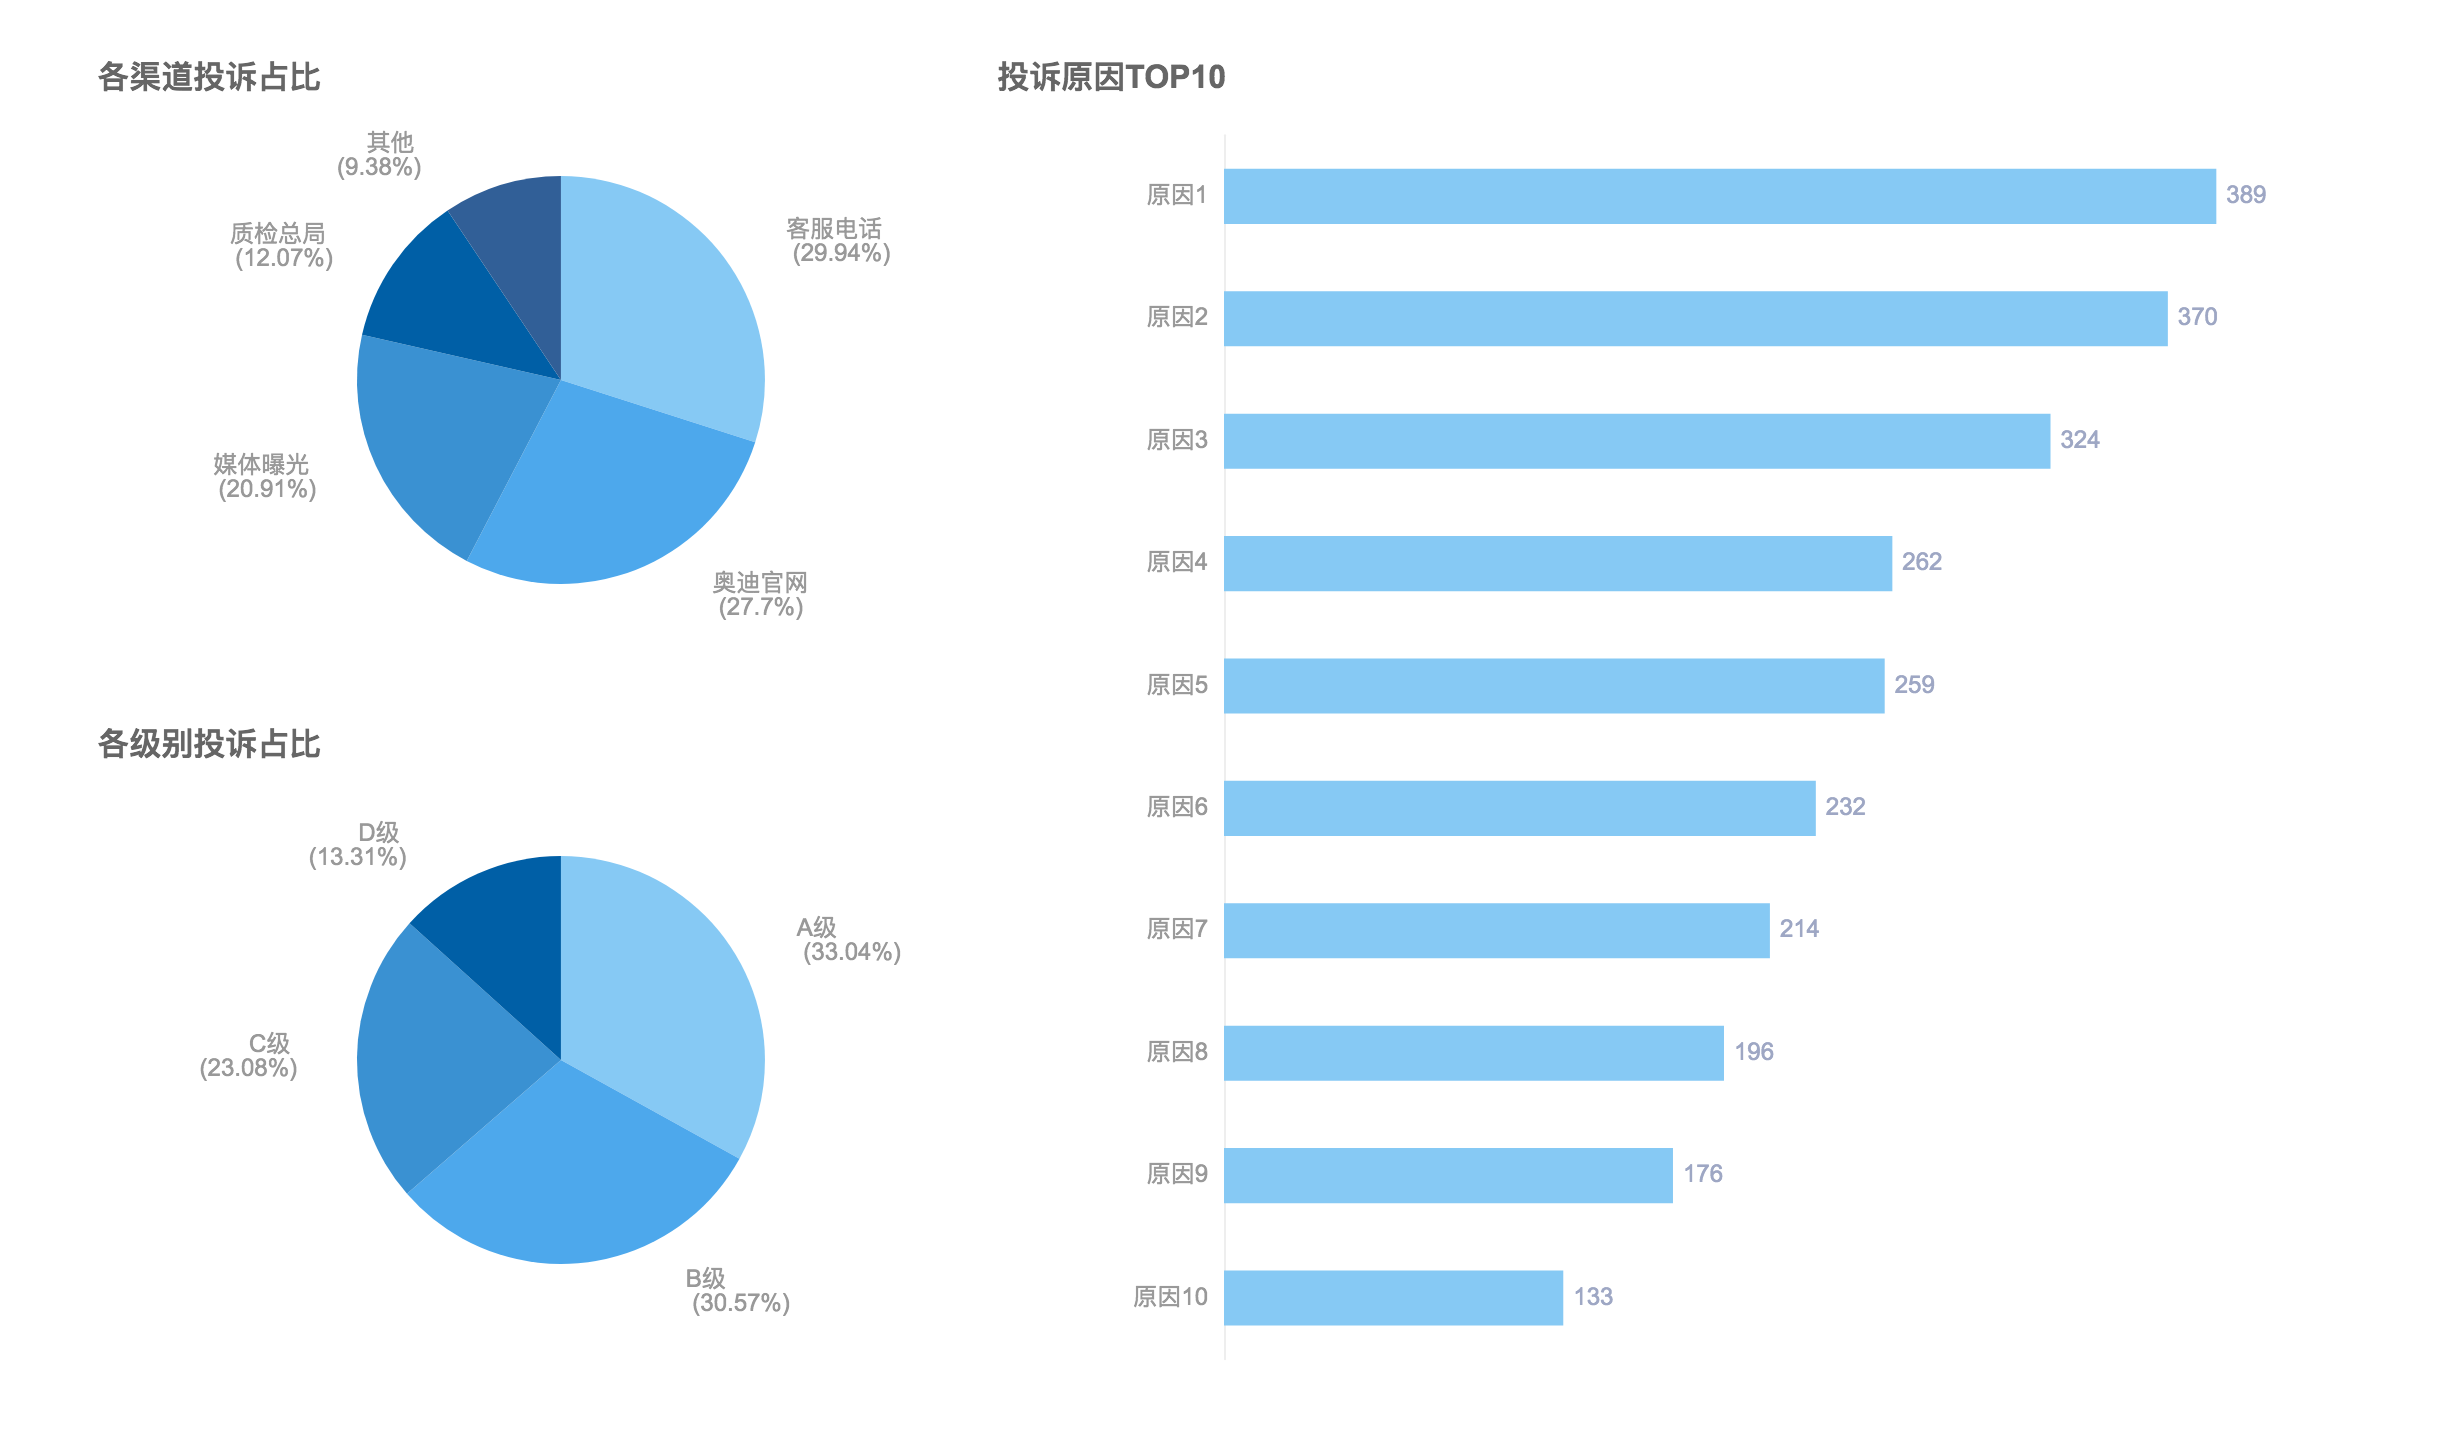 各渠道投诉占比
其他
(9.38%)
客服电话
(29.94%)
质检总局
(12.07%)
媒体曝光
(20.91%)
奥迪官网
(27.7%)
各级别投诉占比
D级
(13.31%)
A级
(33.04%)
C级
(23.08%)
B级
(30.57%)
投诉原因TOP10
原因1 389
原因2 370
原因3 324
原因4 262
原因5 259
原因6 232
原因7 214
原因8 196
原因9 176
原因10 133